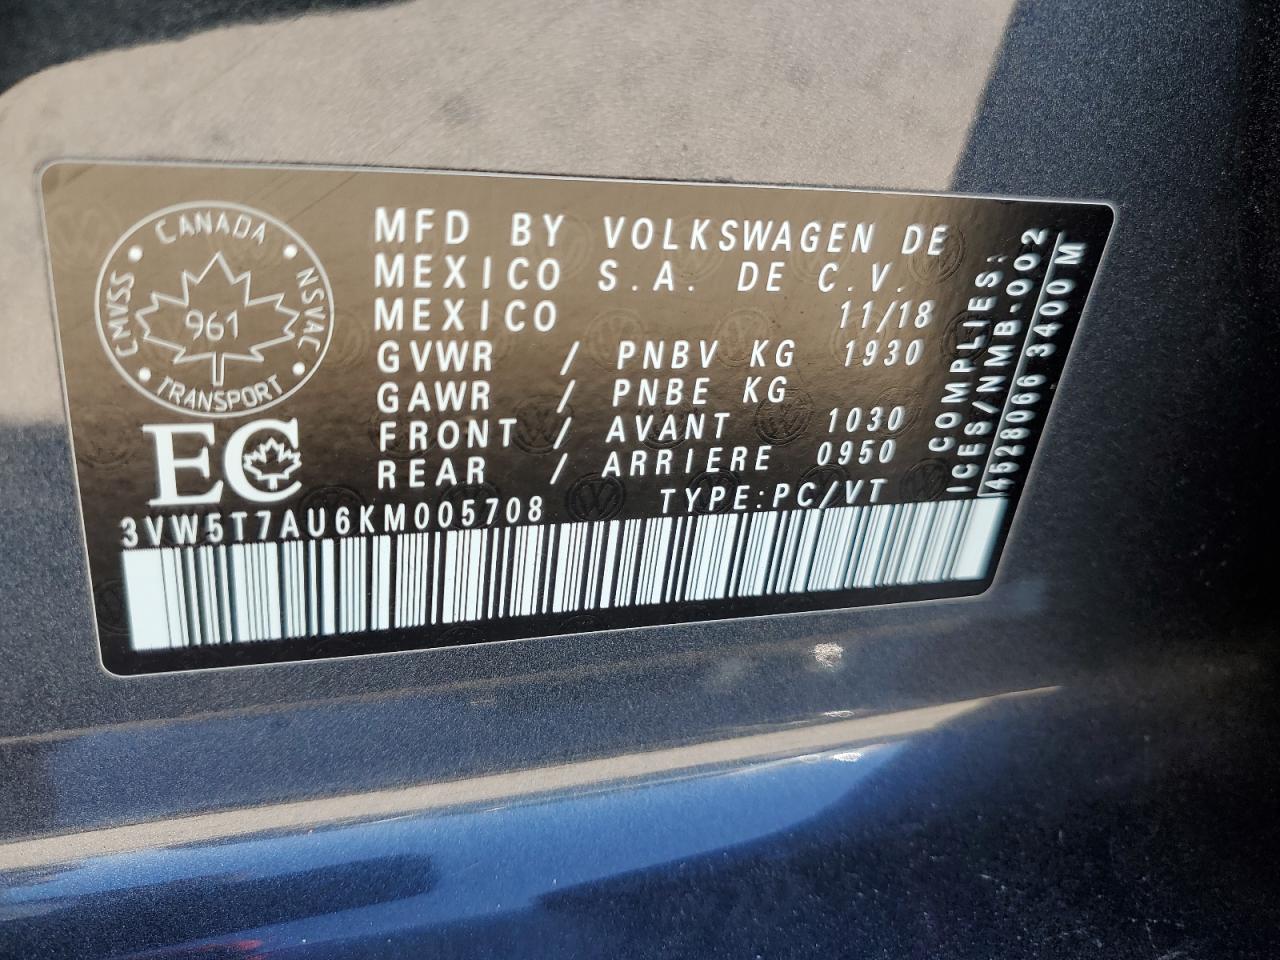 CANADA
CMVSS
961
NSVAC
TRANSPORT
EC
MFD BY VOLKSWAGEN DE
MEXICO S.A. DE C.V.
MEXICO 11/18
GVWR / PNBV KG 1930
GAWR / PNBE KG
FRONT / AVANT 1030
REAR / ARRIERE 0950
TYPE:PC/VT
3VW5T7AU6KM005708
COMPLIES:
ICES/NMB-002
4528066 3400 M